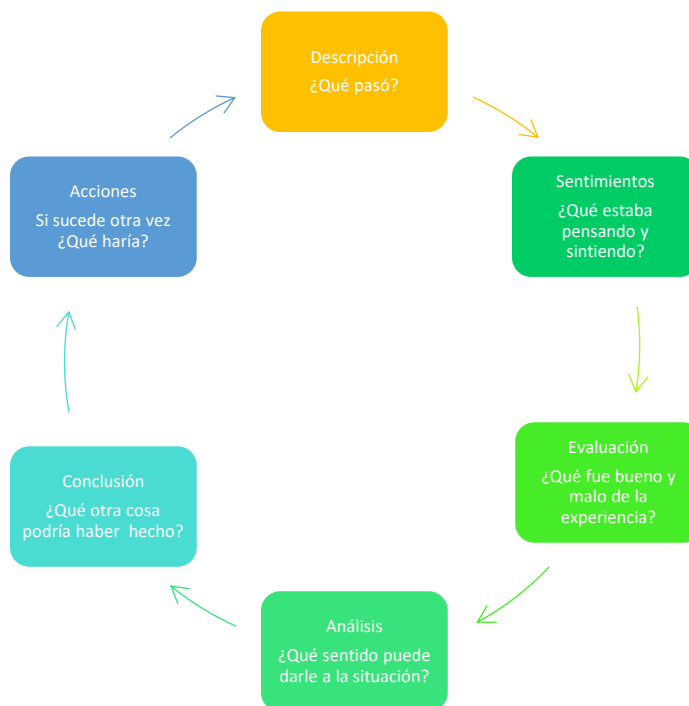 Descripción
¿Qué pasó?
Sentimientos
¿Qué estaba
pensando y
sintiendo?
Evaluación
¿Qué fue bueno y
malo de la
experiencia?
Análisis
¿Qué sentido puede
darle a la situación?
Conclusión
¿Qué otra cosa
podría haber  hecho?
Acciones
Si sucede otra vez
¿Qué haría?